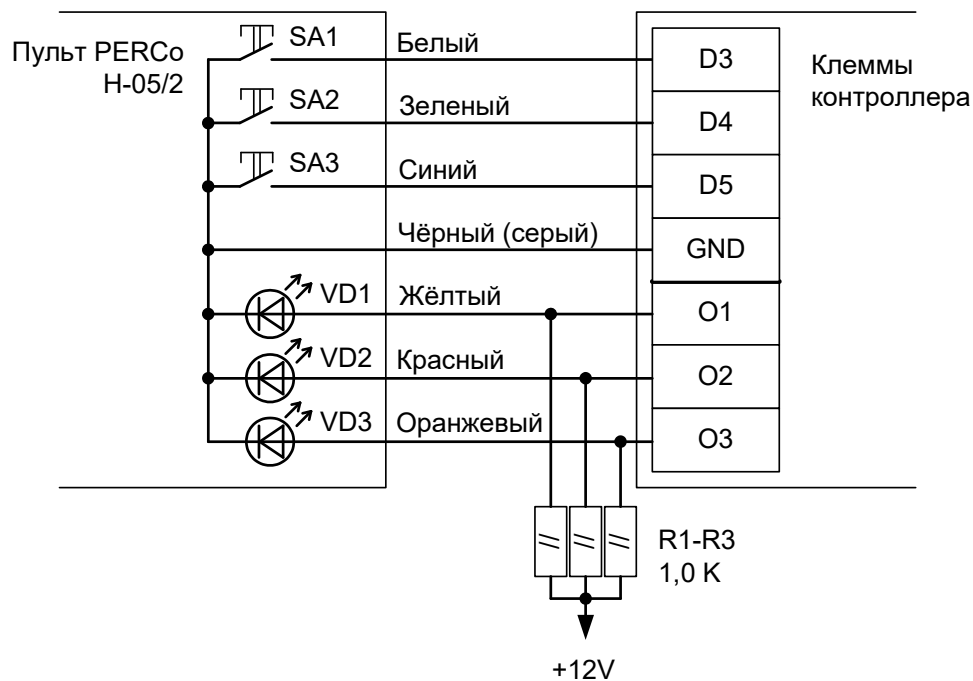 Пульт PERCo
H-05/2
SA1
Белый
D3
Клеммы
контроллера
SA2
Зеленый
D4
SA3
Синий
D5
Чёрный (серый)
GND
VD1
Жёлтый
O1
VD2
Красный
O2
VD3
Оранжевый
O3
R1-R3
1,0 K
+12V